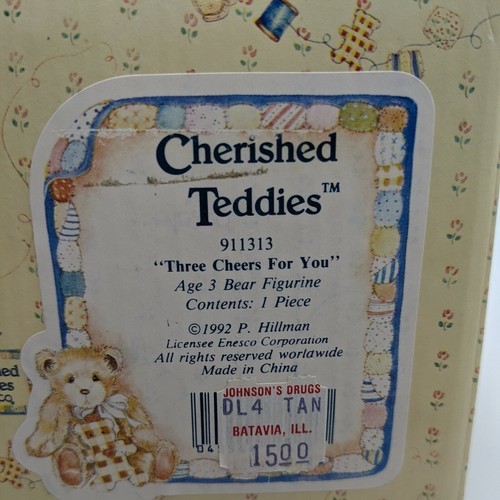 Cherished
Teddies™
911313
"Three Cheers For You"
Age 3 Bear Figurine
Contents: 1 Piece
©1992 P. Hillman
Licensee Enesco Corporation
All rights reserved worldwide
Made in China
JOHNSON'S DRUGS
DL4 TAN
BATAVIA, ILL.
1500